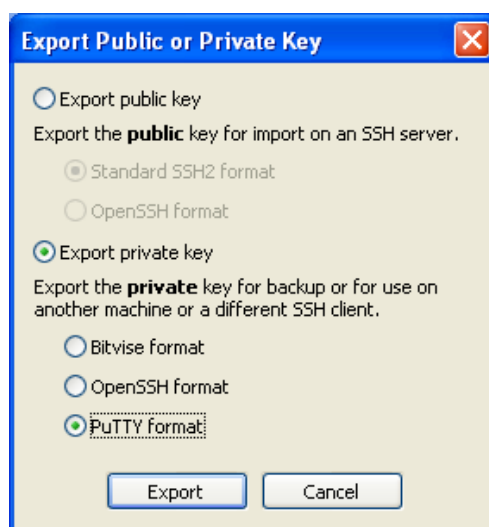 Export Public or Private Key
Export public key
Export the public key for import on an SSH server.
Standard SSH2 format
OpenSSH format
Export private key
Export the private key for backup or for use on
another machine or a different SSH client.
Bitvise format
OpenSSH format
PuTTY format
Export Cancel